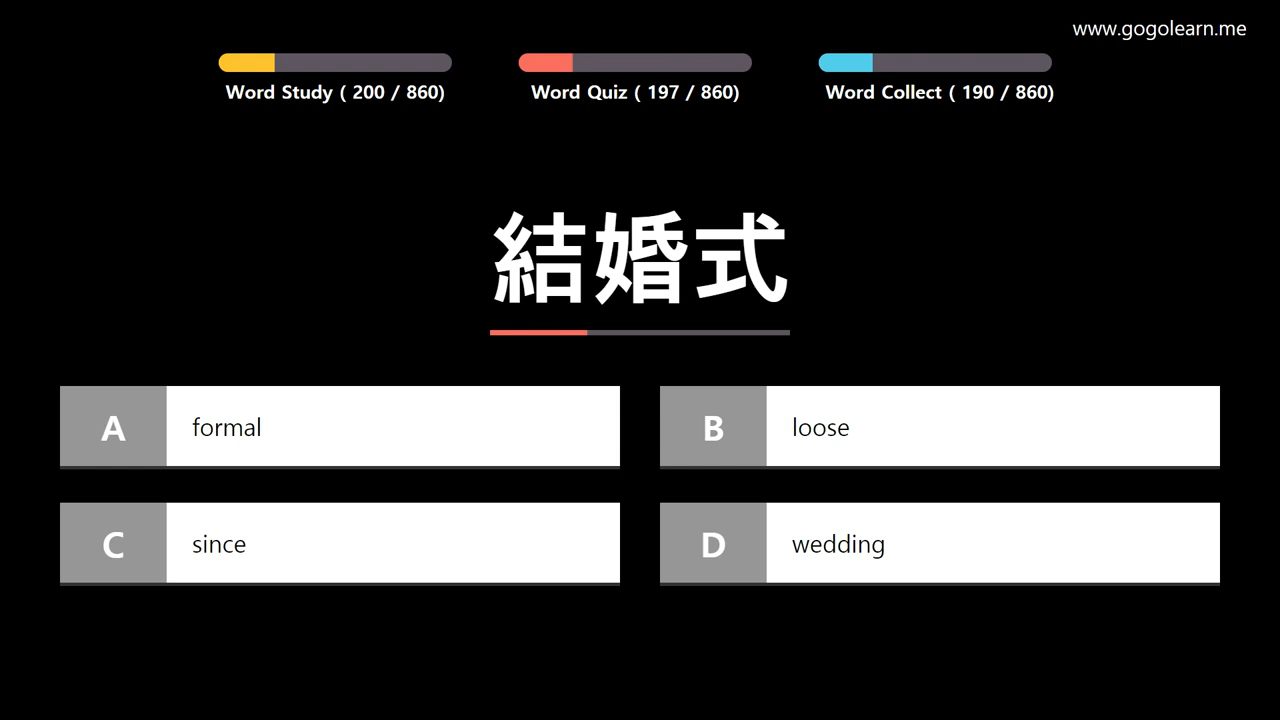 www.gogolearn.me
Word Study ( 200 / 860)
Word Quiz ( 197 / 860)
Word Collect ( 190 / 860)
結婚式
A formal
B loose
C since
D wedding